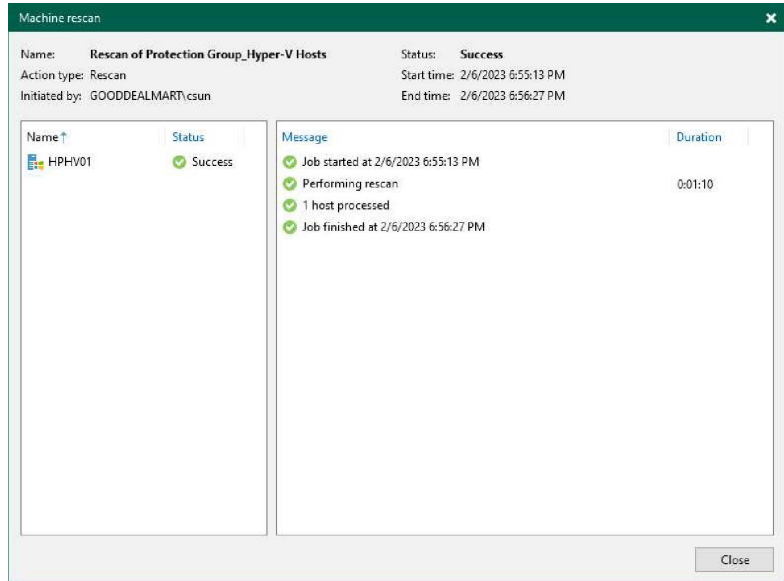 Machine rescan
Name: Rescan of Protection Group_Hyper-V Hosts Status: Success
Action type: Rescan Start time: 2/6/2023 6:55:13 PM
Initiated by: GOODDEALMART\csun End time: 2/6/2023 6:56:27 PM
Name Status
HPHV01 Success
Message Duration
Job started at 2/6/2023 6:55:13 PM
Performing rescan 0:01:10
1 host processed
Job finished at 2/6/2023 6:56:27 PM
Close